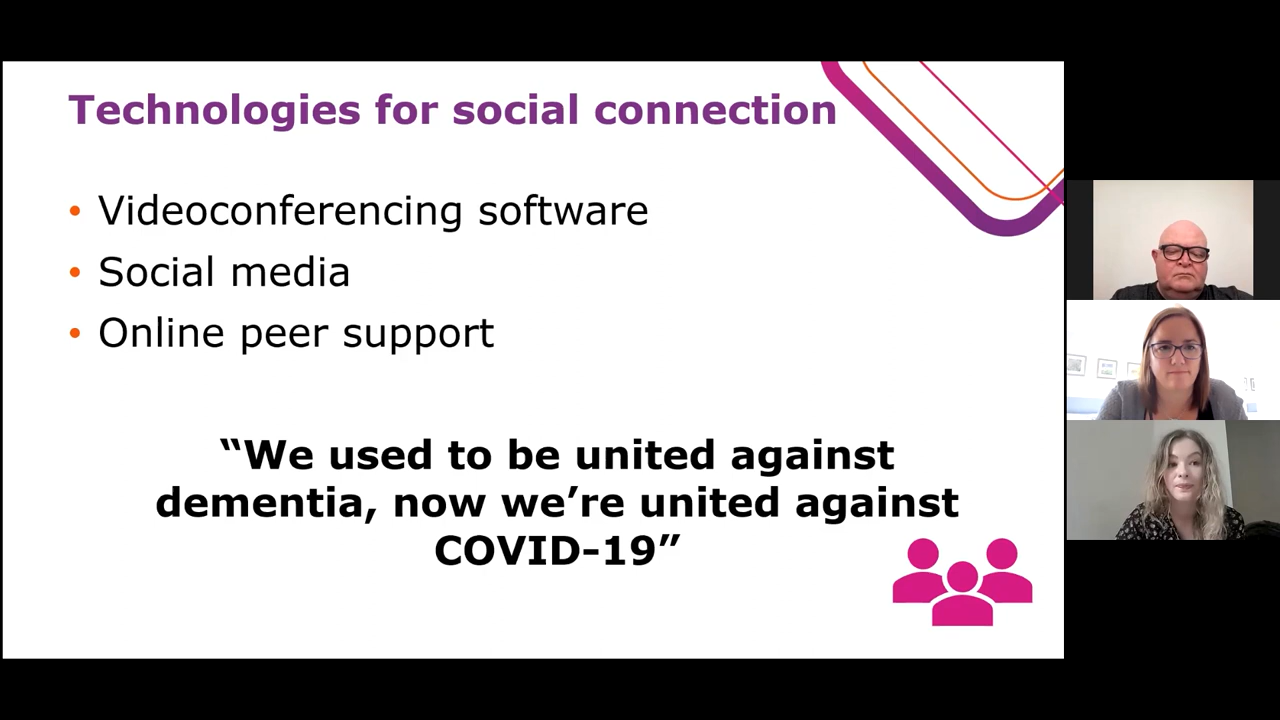 Technologies for social connection
• Videoconferencing software
• Social media
• Online peer support
“We used to be united against
dementia, now we’re united against
COVID-19”